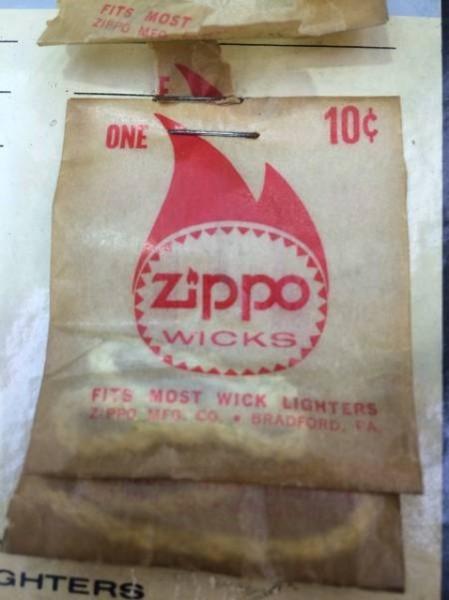 FITS MOST
ZIPPO MFG
E
ONE 10¢
Zippo
WICKS
FITS MOST WICK LIGHTERS
ZIPPO MFG. CO. • BRADFORD, PA.
GHTERS